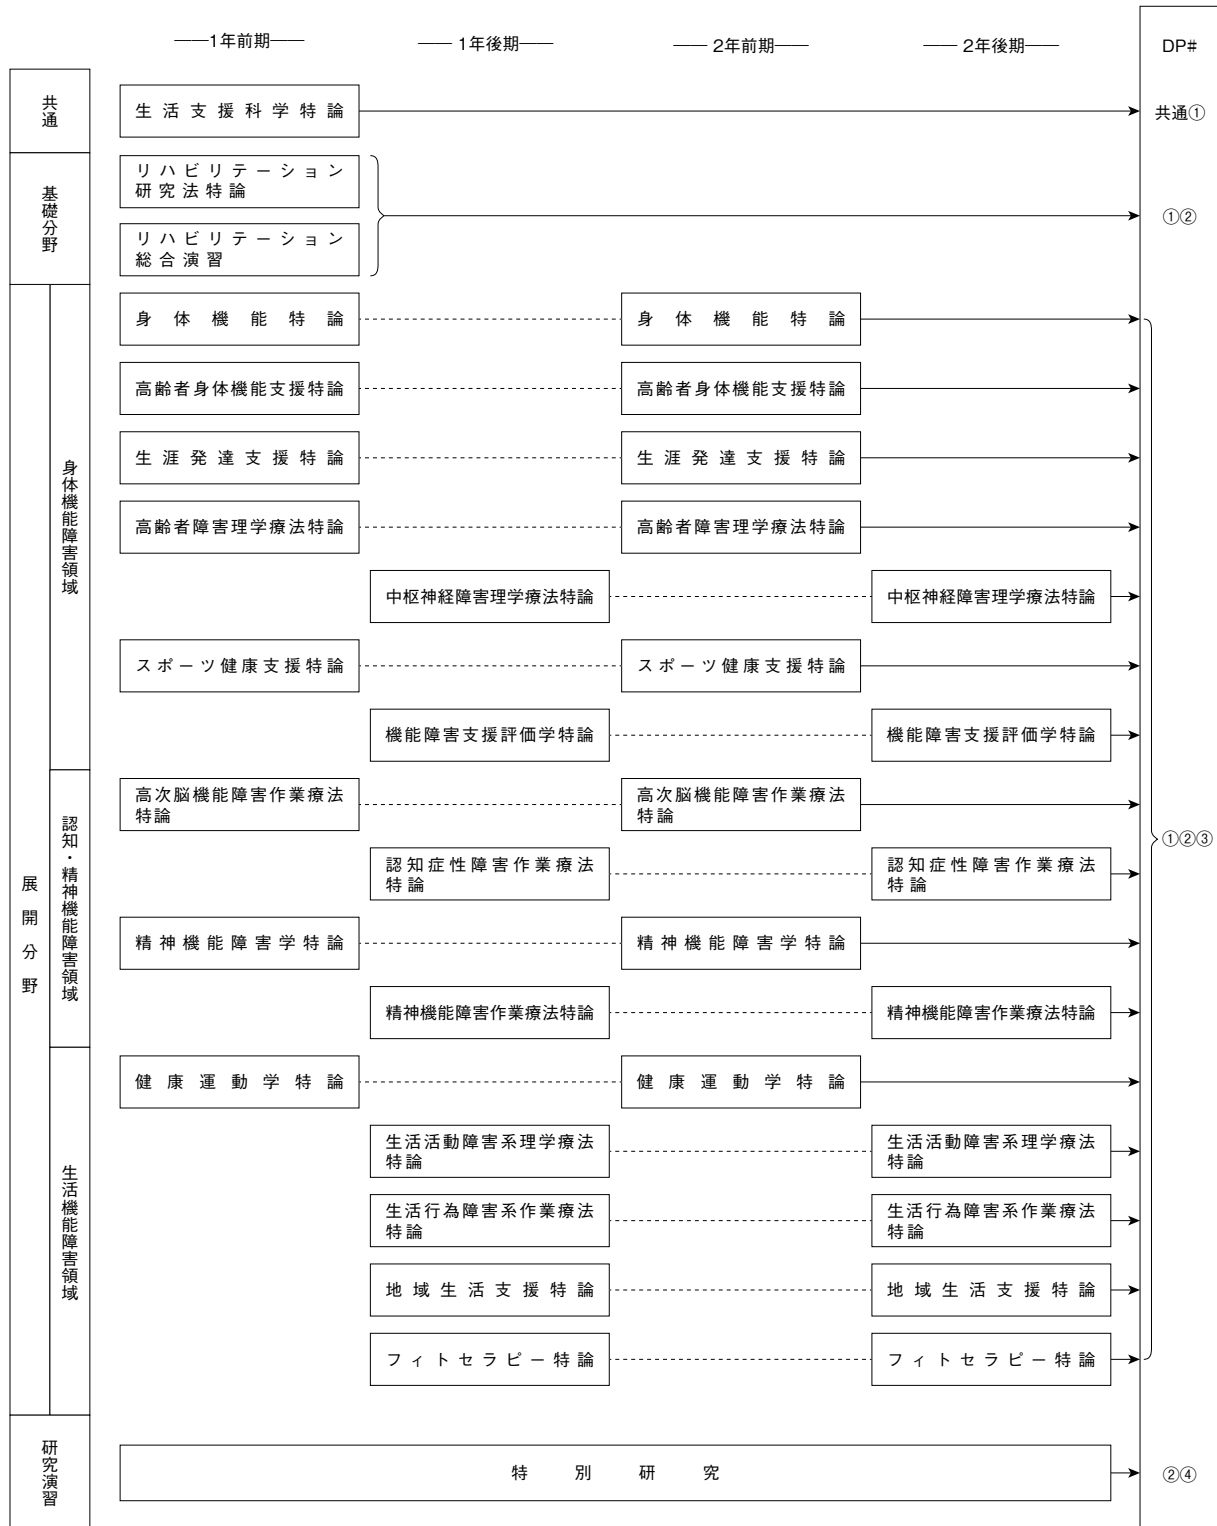 ——1年前期——
—— 1年後期——
—— 2年前期——
—— 2年後期——
DP#
共通
生活支援科学特論
共通①
基礎分野
リハビリテーション
研究法特論
リハビリテーション
総合演習
①②
展開分野
身体機能障害領域
身体機能特論
身体機能特論
高齢者身体機能支援特論
高齢者身体機能支援特論
生涯発達支援特論
生涯発達支援特論
高齢者障害理学療法特論
高齢者障害理学療法特論
中枢神経障害理学療法特論
中枢神経障害理学療法特論
スポーツ健康支援特論
スポーツ健康支援特論
機能障害支援評価学特論
機能障害支援評価学特論
認知・精神機能障害領域
高次脳機能障害作業療法
特論
高次脳機能障害作業療法
特論
①②③
認知症性障害作業療法
特論
認知症性障害作業療法
特論
精神機能障害学特論
精神機能障害学特論
精神機能障害作業療法特論
精神機能障害作業療法特論
生活機能障害領域
健康運動学特論
健康運動学特論
生活活動障害系理学療法
特論
生活活動障害系理学療法
特論
生活行為障害系作業療法
特論
生活行為障害系作業療法
特論
地域生活支援特論
地域生活支援特論
フィトセラピー特論
フィトセラピー特論
研究演習
特別研究
②④